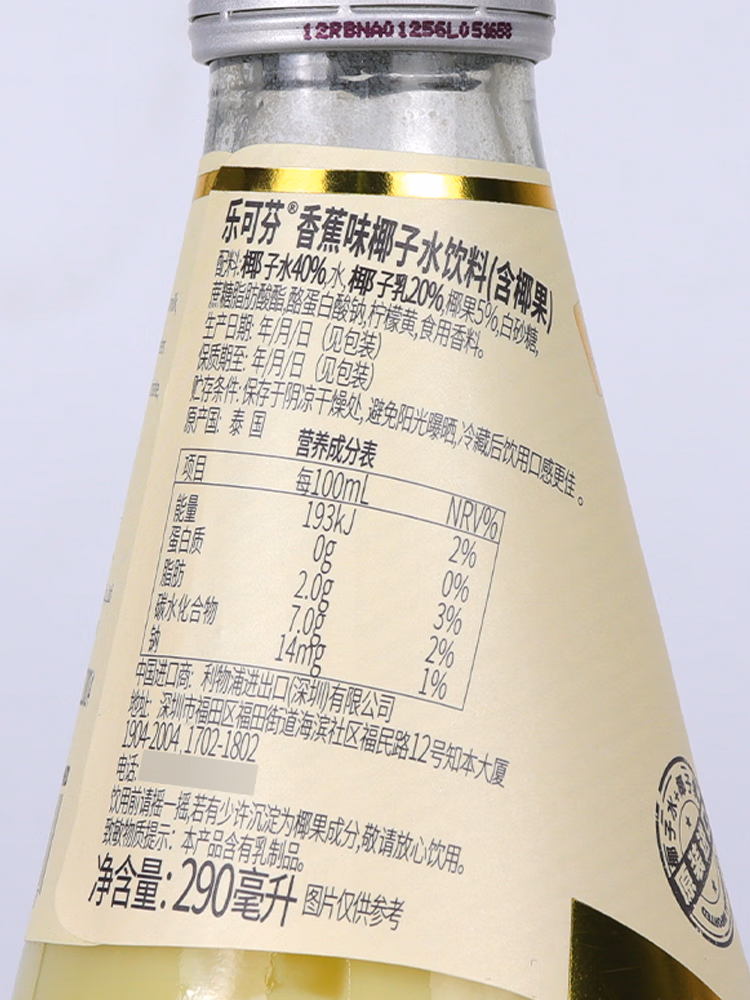 12RBNA01256L051658
乐可芬®香蕉味椰子水饮料(含椰果)
配料:椰子水40%,水,椰子乳20%,椰果5%,白砂糖,
蔗糖脂肪酸酯,酪蛋白酸钠,柠檬黄,食用香料。
生产日期: 年/月/日 (见包装)
保质期至: 年/月/日 (见包装)
贮存条件:保存于阴凉干燥处,避免阳光曝晒,冷藏后饮用口感更佳。
原产国: 泰国
营养成分表
项目 每100mL NRV%
能量 193kJ 2%
蛋白质 0g 0%
脂肪 2.0g 3%
碳水化合物 7.0g 2%
钠 14mg 1%
中国进口商: 利物浦进出口(深圳)有限公司
地址: 深圳市福田区福田街道海滨社区福民路12号知本大厦
1904-2004,1702-1802
电话:
饮用前请摇一摇,若有少许沉淀为椰果成分,敬请放心饮用。
致敏物质提示: 本产品含有乳制品。
净含量:290毫升 图片仅供参考
椰子水+椰子